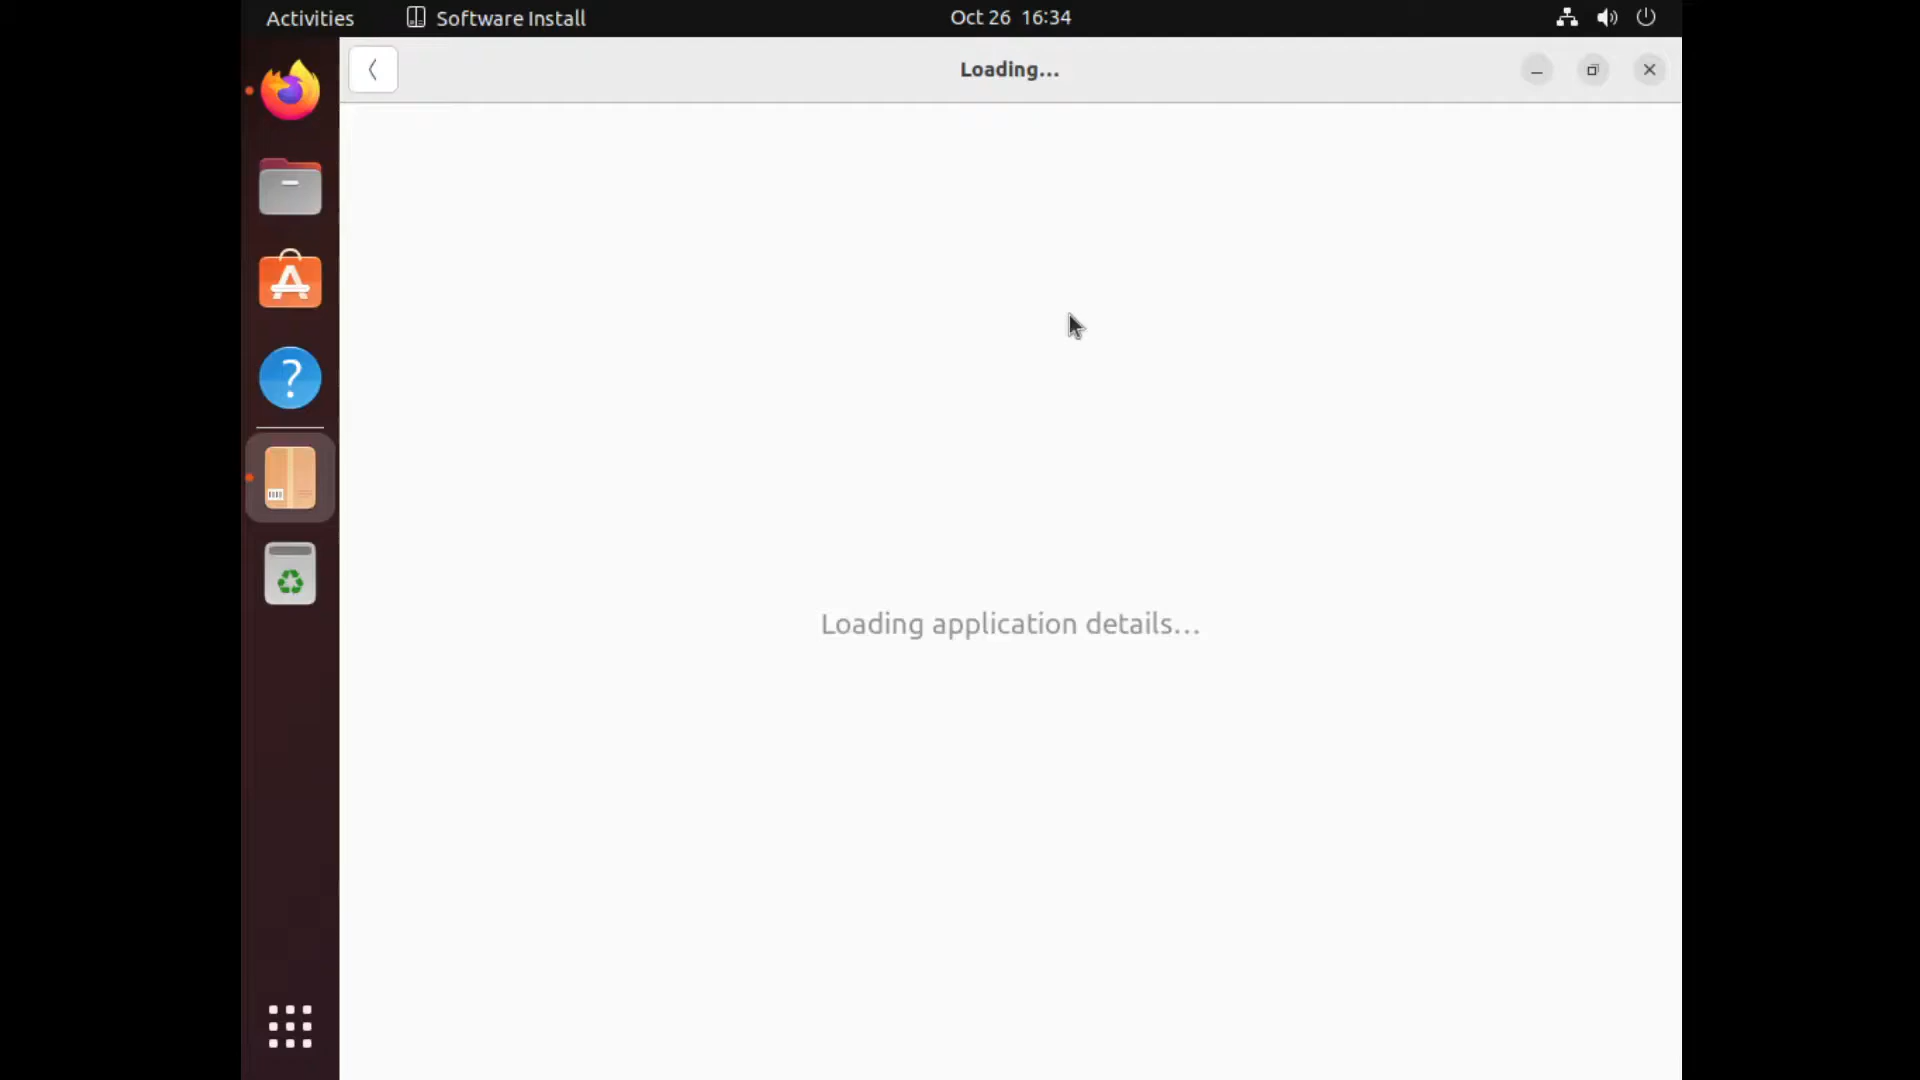 Activities Software Install Oct 26 16:34
Loading...
Loading application details...